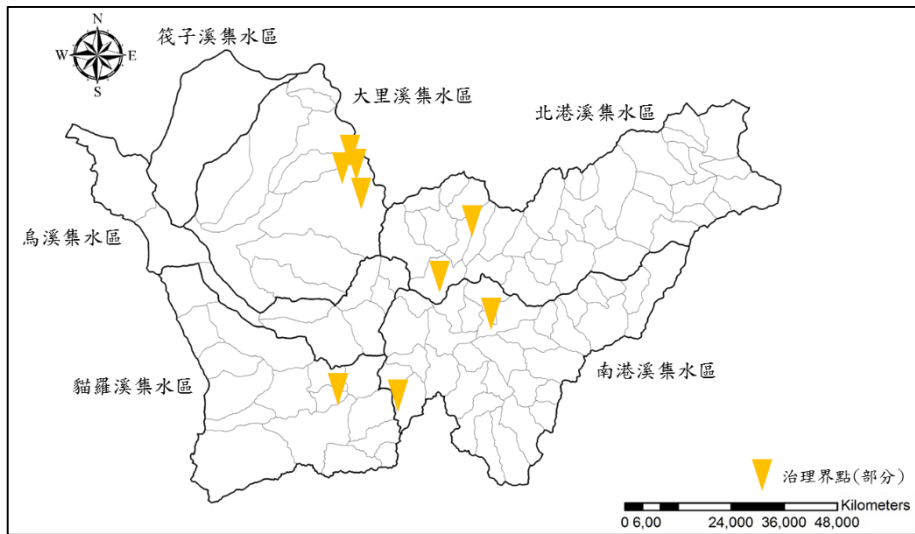 N
W E
S
筏子溪集水區
大里溪集水區
北港溪集水區
烏溪集水區
貓羅溪集水區
南港溪集水區
治理界點(部分)
Kilometers
0 6,00 24,000 36,000 48,000